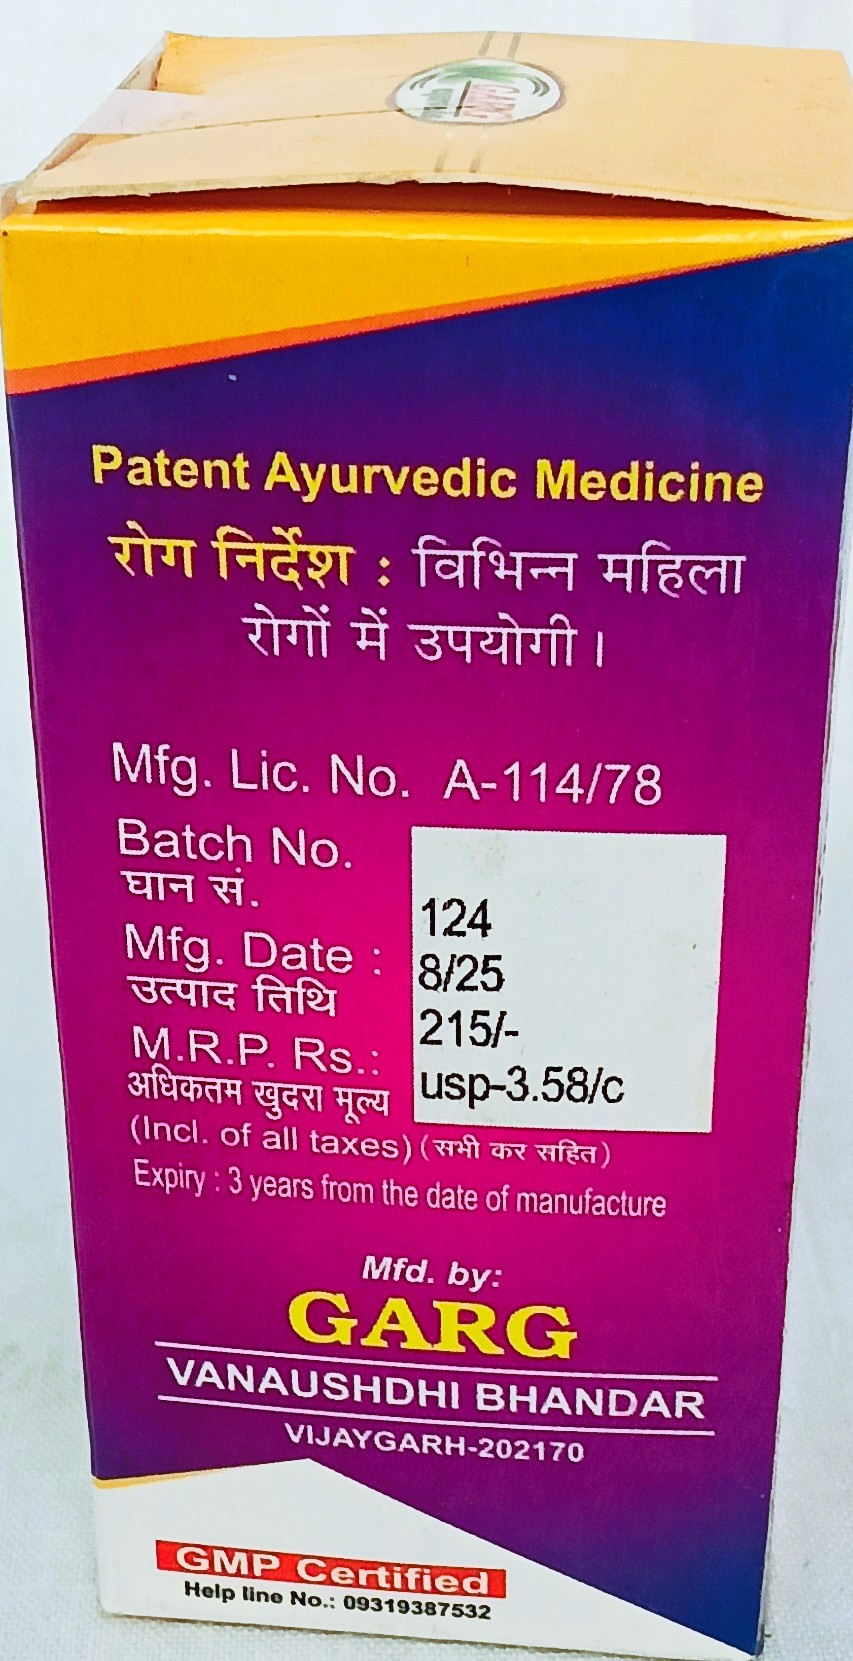 GARG
Patent Ayurvedic Medicine
रोग निर्देश : विभिन्न महिला
रोगों में उपयोगी।
Mfg. Lic. No. A-114/78
Batch No.
घान सं.
124
Mfg. Date :
8/25
उत्पाद तिथि
M.R.P. Rs.:
215/-
अधिकतम खुदरा मूल्य
usp-3.58/c
(Incl. of all taxes) (सभी कर सहित)
Expiry : 3 years from the date of manufacture
Mfd. by:
GARG
VANAUSHDHI BHANDAR
VIJAYGARH-202170
GMP Certified
Help line No.: 09319387532